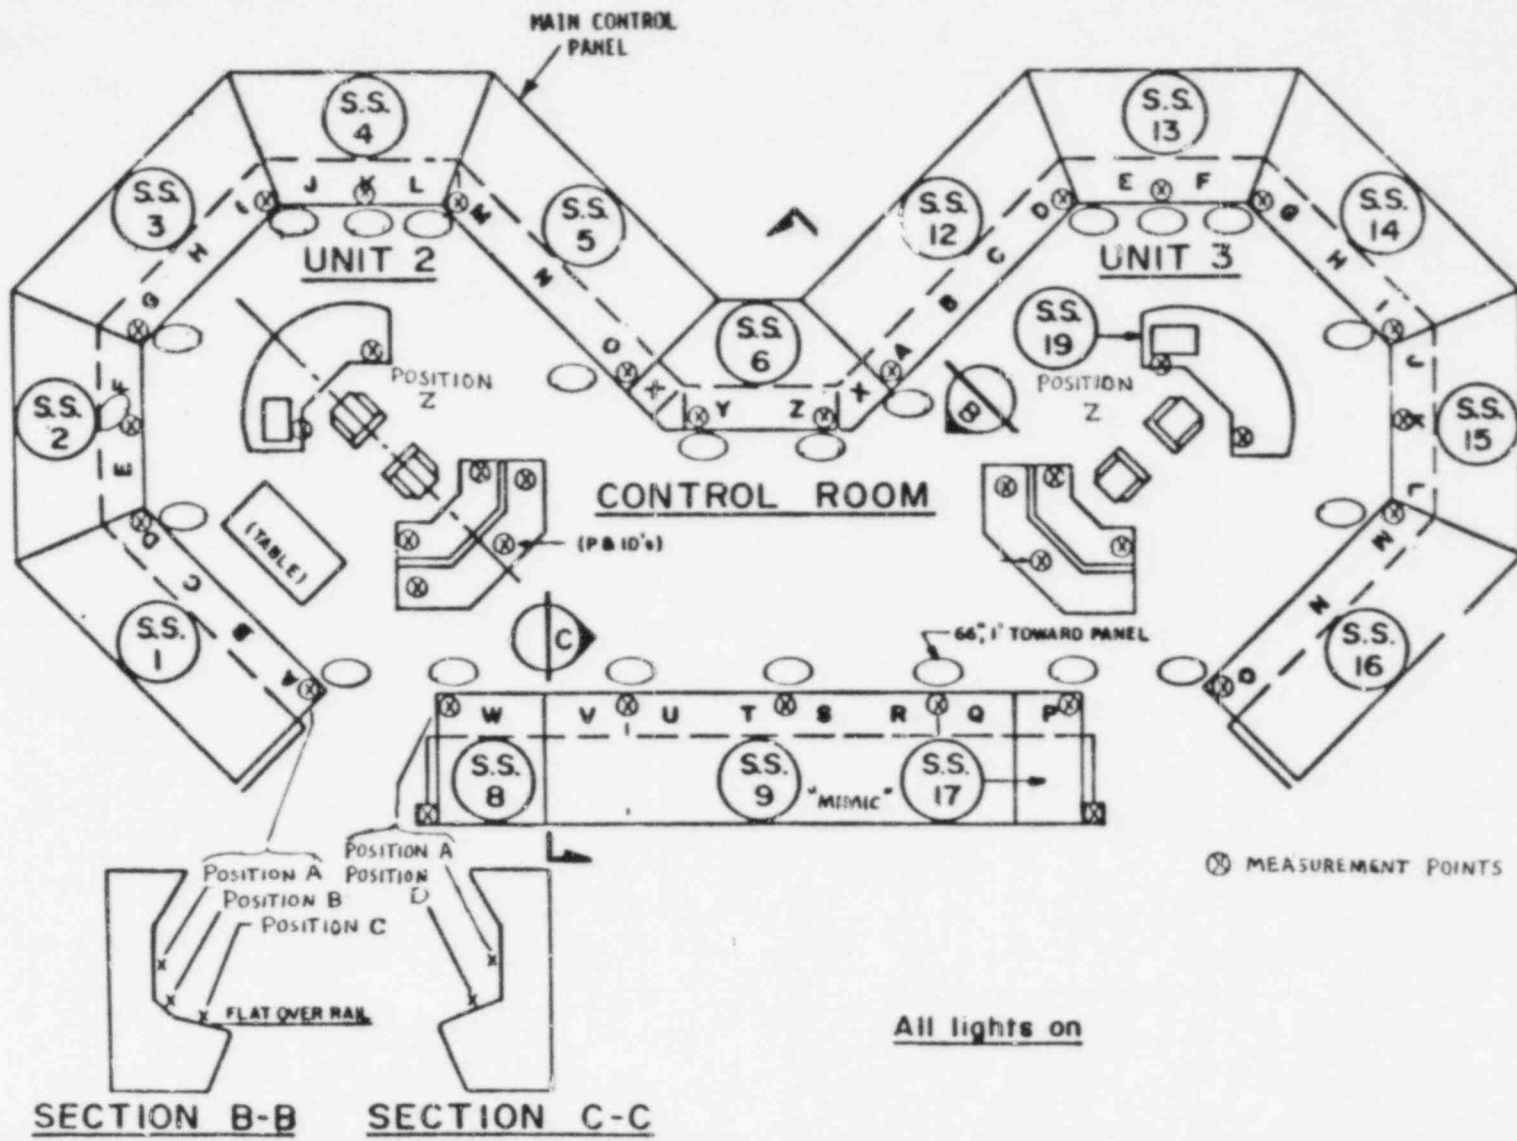 MAIN CONTROL
PANEL
S.S.
4
S.S.
13
S.S.
3
S.S.
5
S.S.
12
S.S.
14
J K L
E F
I
M
D
G
H
N
C
H
UNIT 2
UNIT 3
G
O
B
I
S.S.
6
S.S.
19
A
J
POSITION
Z
POSITION
Z
F
X
Y Z
X
B
K
S.S.
2
S.S.
15
E
L
CONTROL ROOM
D
M
(TABLE)
(P & ID's)
C
N
B
S.S.
1
C
66", 1' TOWARD PANEL
S.S.
16
A
O
W V U T S R Q P
S.S.
8
S.S.
9
"MIMIC"
S.S.
17
POSITION A
POSITION B
POSITION C
POSITION A
POSITION
D
MEASUREMENT POINTS
FLAT OVER RAIL
All lights on
SECTION B-B
SECTION C-C